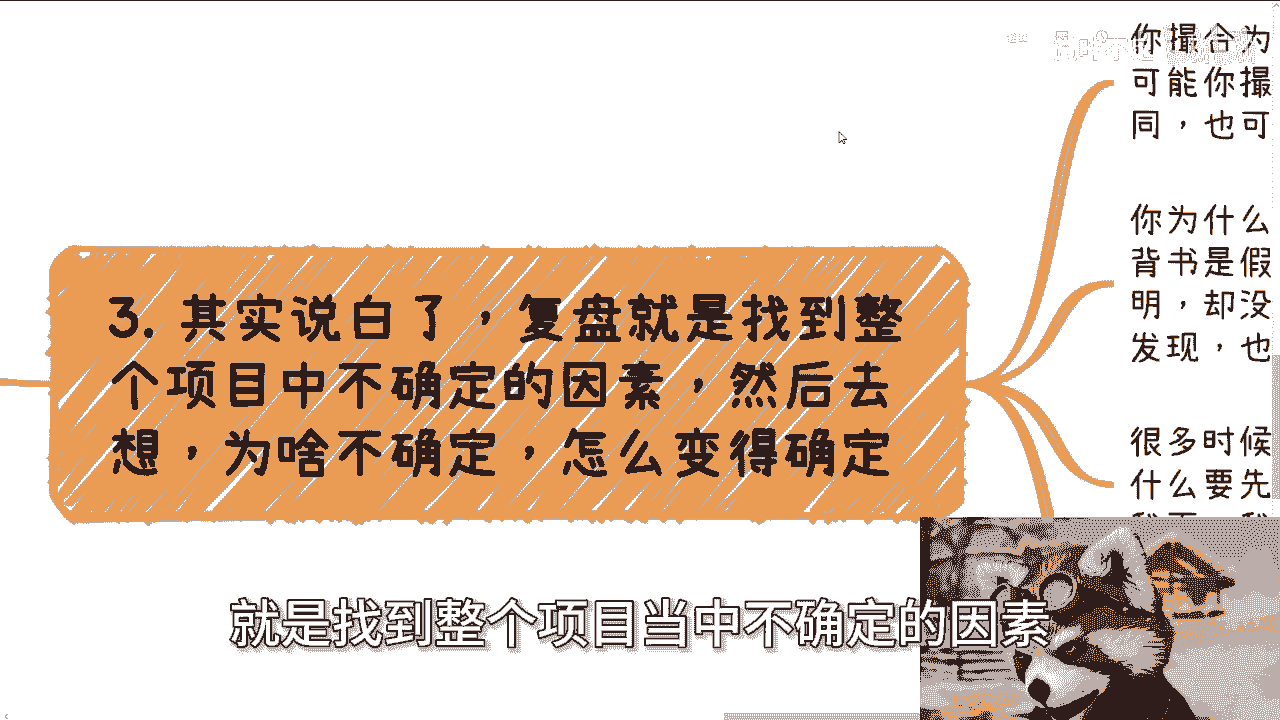 3. 其实说白了，复盘就是找到整
个项目中不确定的因素，然后去
想，为啥不确定，怎么变得确定
你撮合为
可能你撮
同，也可
你为什么
背书是假
明，却没
发现，也
很多时候
什么要先
就是找到整个项目当中不确定的因素